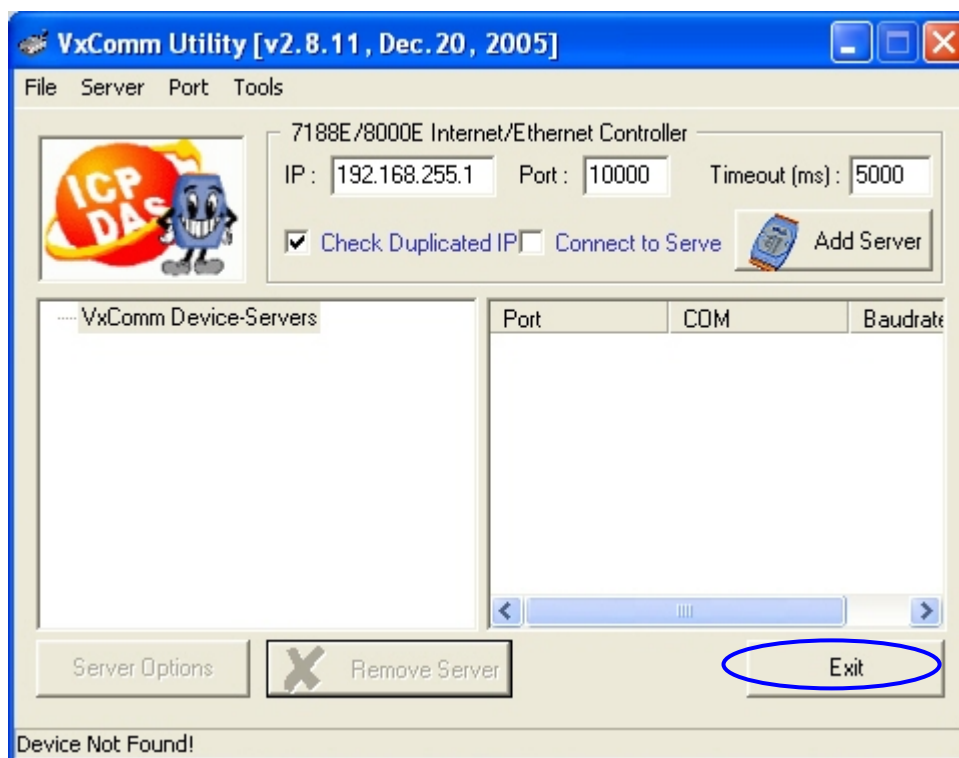 VxComm Utility [v2.8.11, Dec.20, 2005]
File Server Port Tools
ICP DAS
7188E/8000E Internet/Ethernet Controller
IP : 192.168.255.1 Port : 10000 Timeout (ms) : 5000
Check Duplicated IP Connect to Serve Add Server
VxComm Device-Servers
Port COM Baudrate
Server Options Remove Server Exit
Device Not Found!